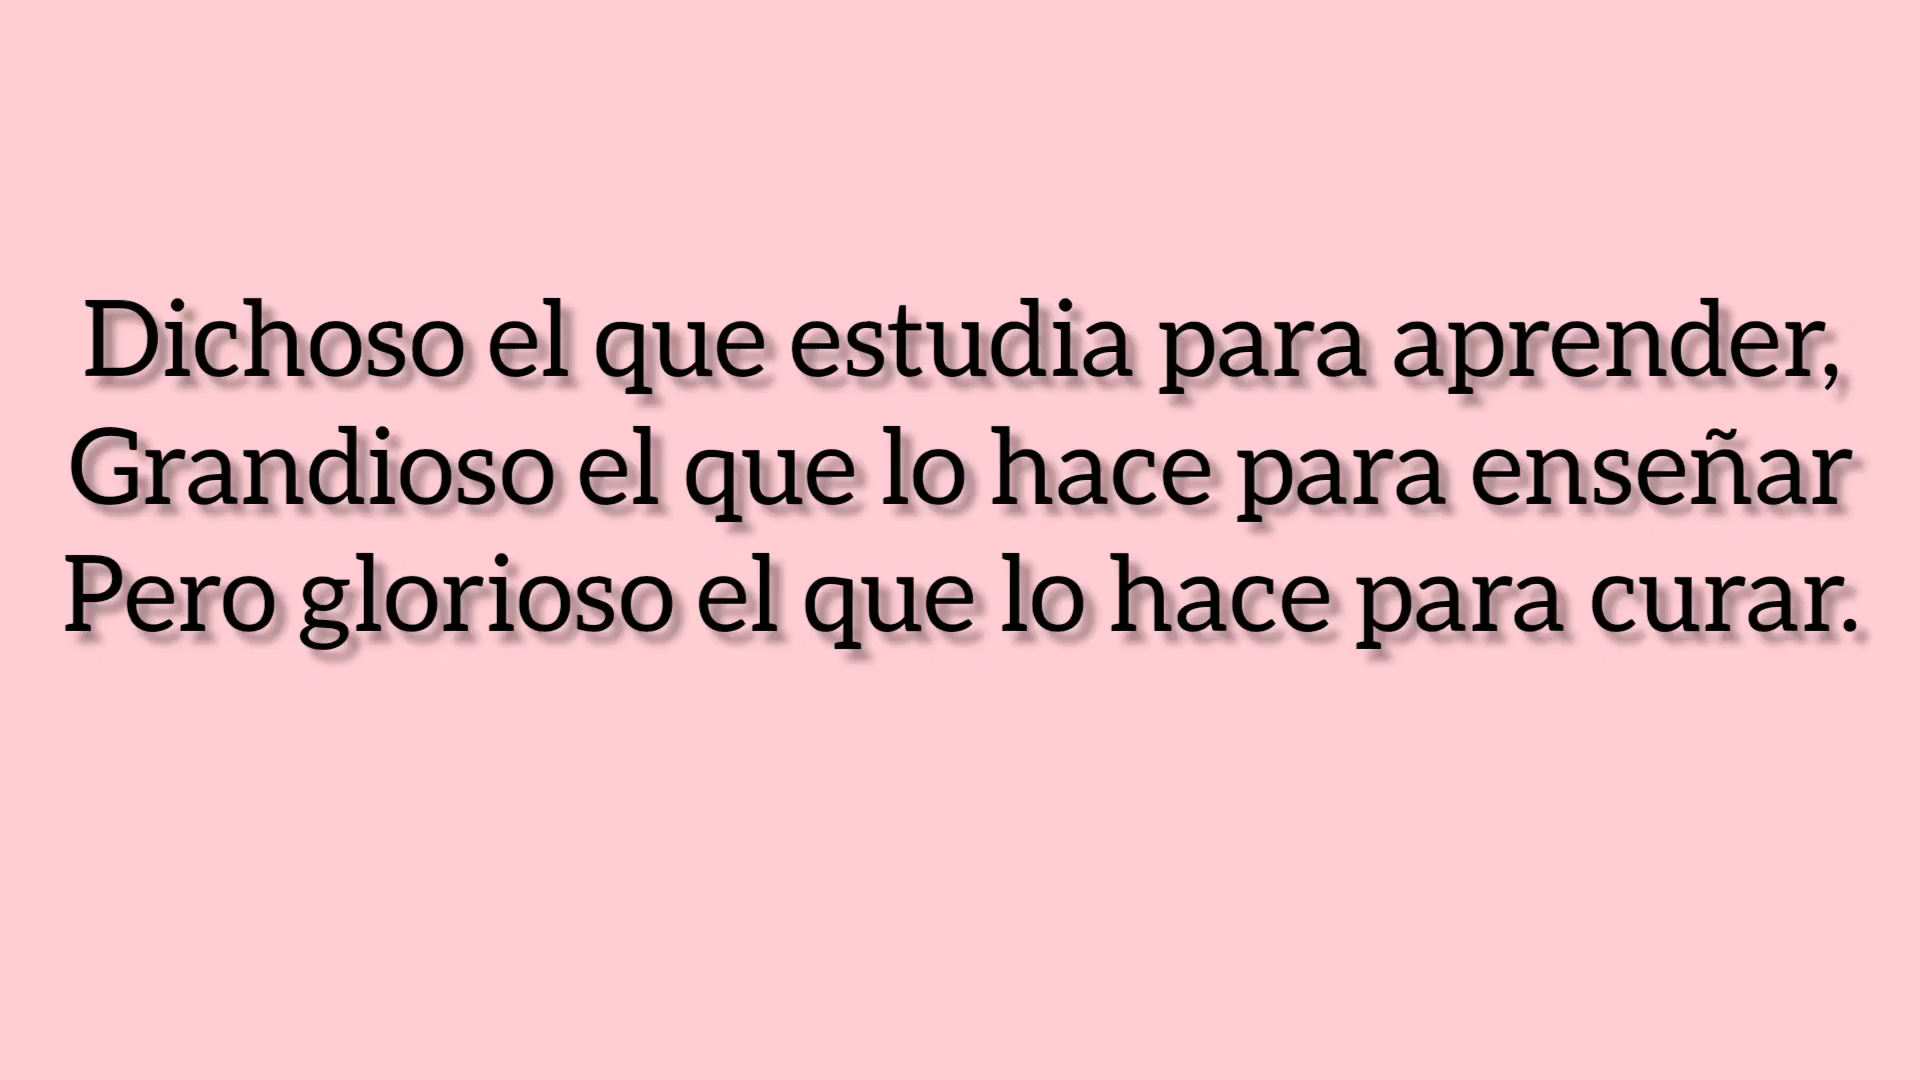 Dichoso el que estudia para aprender,
Grandioso el que lo hace para enseñar
Pero glorioso el que lo hace para curar.